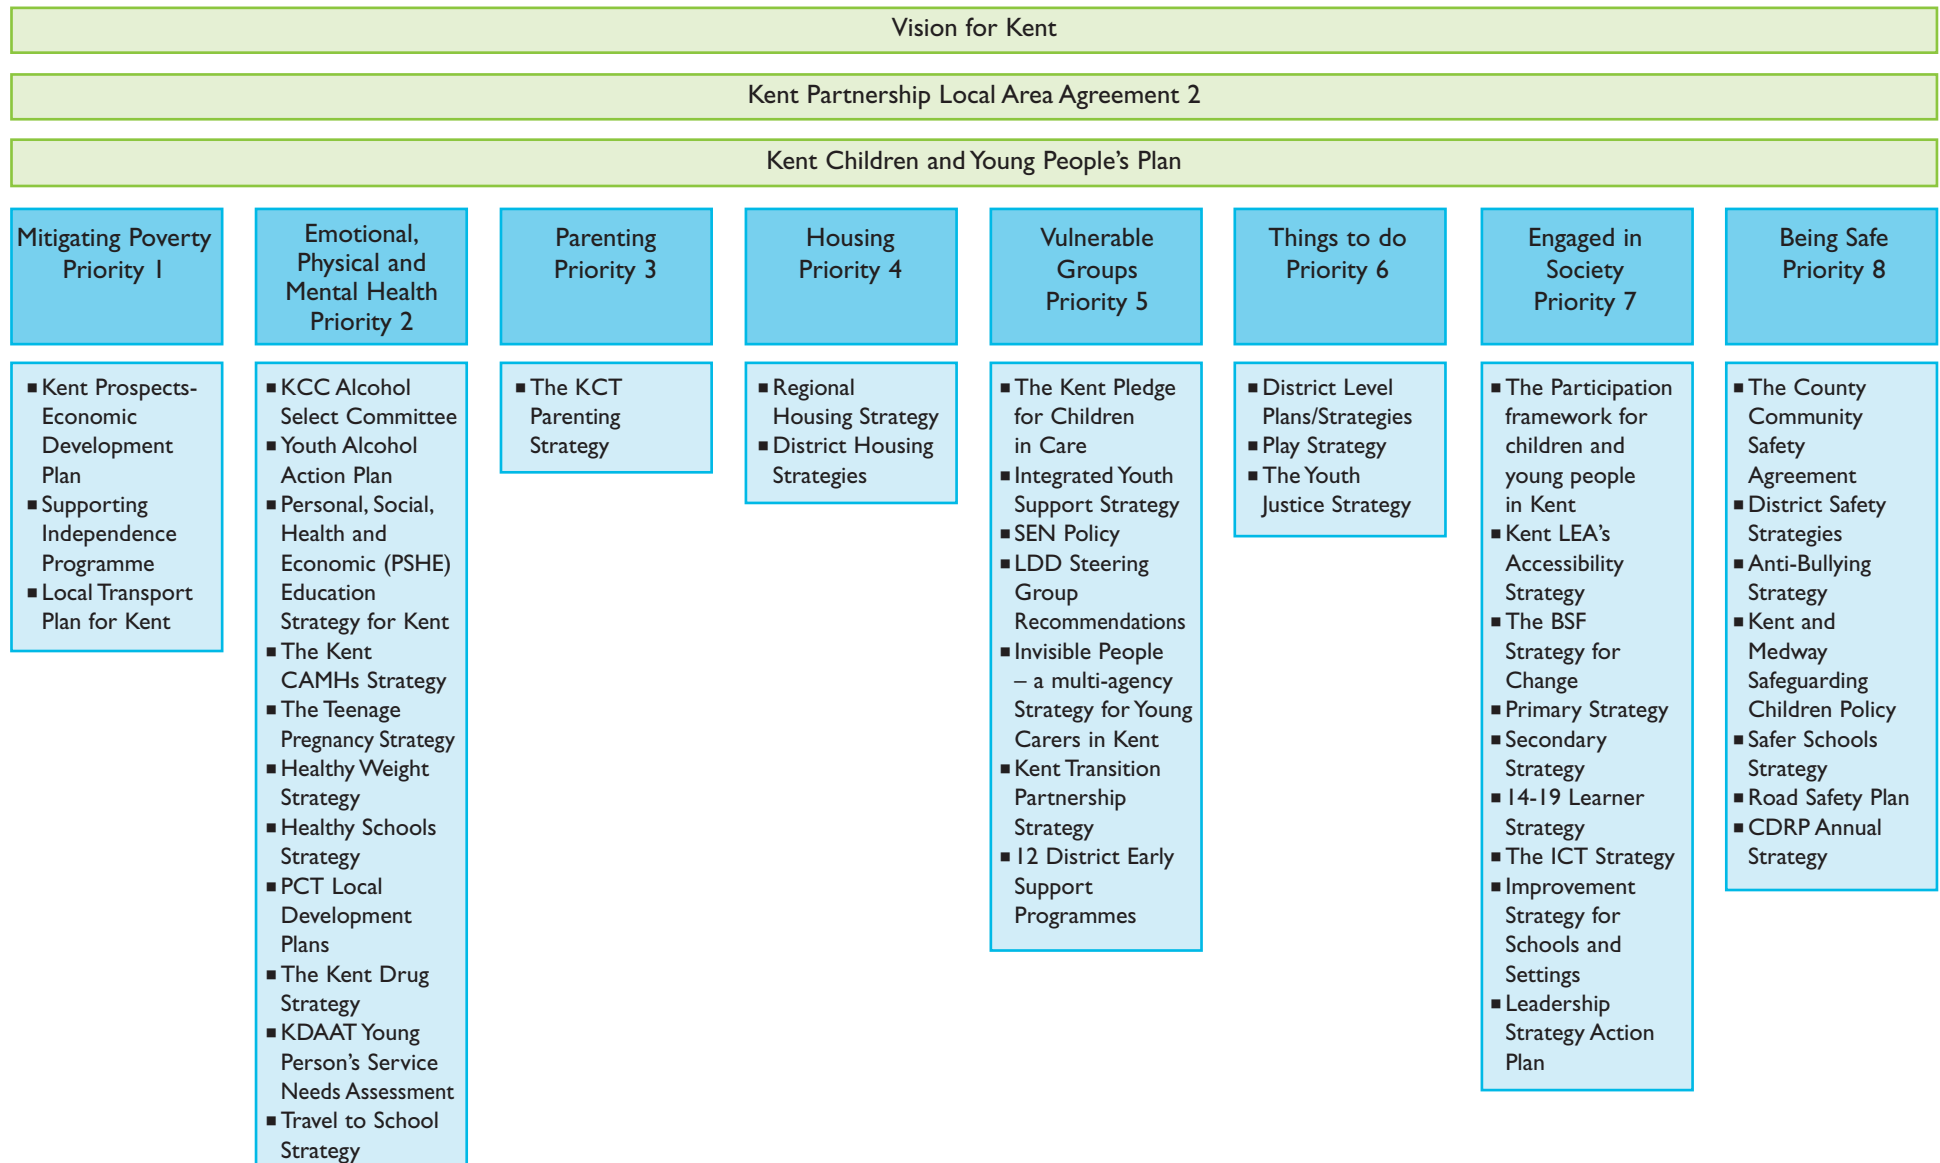 Vision for Kent
Kent Partnership Local Area Agreement 2
Kent Children and Young People’s Plan
Mitigating Poverty
Priority 1
■ Kent Prospects-
Economic
Development
Plan
■ Supporting
Independence
Programme
■ Local Transport
Plan for Kent
Emotional,
Physical and
Mental Health
Priority 2
■ KCC Alcohol
Select Committee
■ Youth Alcohol
Action Plan
■ Personal, Social,
Health and
Economic (PSHE)
Education
Strategy for Kent
■ The Kent
CAMHs Strategy
■ The Teenage
Pregnancy Strategy
■ Healthy Weight
Strategy
■ Healthy Schools
Strategy
■ PCT Local
Development
Plans
■ The Kent Drug
Strategy
■ KDAAT Young
Person’s Service
Needs Assessment
■ Travel to School
Strategy
Parenting
Priority 3
■ The KCT
Parenting
Strategy
Housing
Priority 4
■ Regional
Housing Strategy
■ District Housing
Strategies
Vulnerable
Groups
Priority 5
■ The Kent Pledge
for Children
in Care
■ Integrated Youth
Support Strategy
■ SEN Policy
■ LDD Steering
Group
Recommendations
■ Invisible People
– a multi-agency
Strategy for Young
Carers in Kent
■ Kent Transition
Partnership
Strategy
■ 12 District Early
Support
Programmes
Things to do
Priority 6
■ District Level
Plans/Strategies
■ Play Strategy
■ The Youth
Justice Strategy
Engaged in
Society
Priority 7
■ The Participation
framework for
children and
young people
in Kent
■ Kent LEA’s
Accessibility
Strategy
■ The BSF
Strategy for
Change
■ Primary Strategy
■ Secondary
Strategy
■ 14-19 Learner
Strategy
■ The ICT Strategy
■ Improvement
Strategy for
Schools and
Settings
■ Leadership
Strategy Action
Plan
Being Safe
Priority 8
■ The County
Community
Safety
Agreement
■ District Safety
Strategies
■ Anti-Bullying
Strategy
■ Kent and
Medway
Safeguarding
Children Policy
■ Safer Schools
Strategy
■ Road Safety Plan
■ CDRP Annual
Strategy